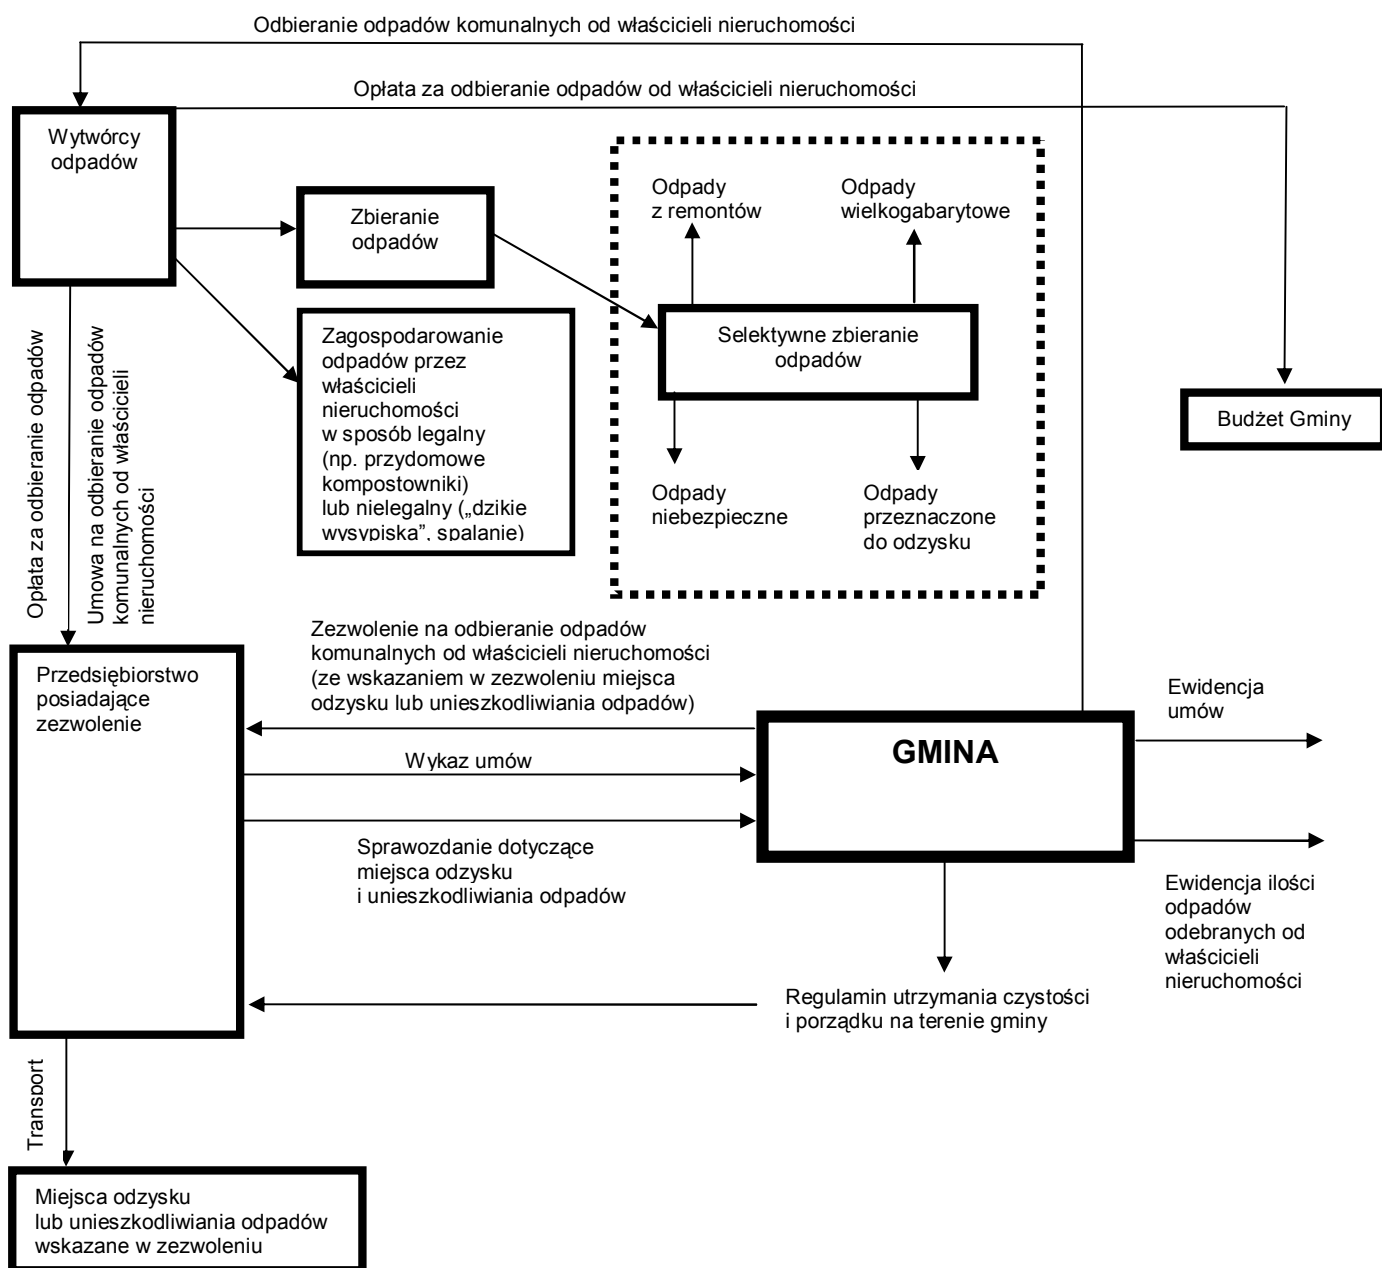 Odbieranie odpadów komunalnych od właścicieli nieruchomości
Opłata za odbieranie odpadów od właścicieli nieruchomości
Wytwórcy
odpadów
Zbieranie
odpadów
Odpady
z remontów
Odpady
wielkogabarytowe
Selektywne zbieranie
odpadów
Odpady
niebezpieczne
Odpady
przeznaczone
do odzysku
Budżet Gminy
Zagospodarowanie
odpadów przez
właścicieli
nieruchomości
w sposób legalny
(np. przydomowe
kompostowniki)
lub nielegalny („dzikie
wysypiska”, spalanie)
Opłata za odbieranie odpadów
Umowa na odbieranie odpadów
komunalnych od właścicieli
nieruchomości
Przedsiębiorstwo
posiadające
zezwolenie
Zezwolenie na odbieranie odpadów
komunalnych od właścicieli nieruchomości
(ze wskazaniem w zezwoleniu miejsca
odzysku lub unieszkodliwiania odpadów)
Wykaz umów
Sprawozdanie dotyczące
miejsca odzysku
i unieszkodliwiania odpadów
GMINA
Ewidencja
umów
Ewidencja ilości
odpadów
odebranych od
właścicieli
nieruchomości
Regulamin utrzymania czystości
i porządku na terenie gminy
Transport
Miejsca odzysku
lub unieszkodliwiania odpadów
wskazane w zezwoleniu